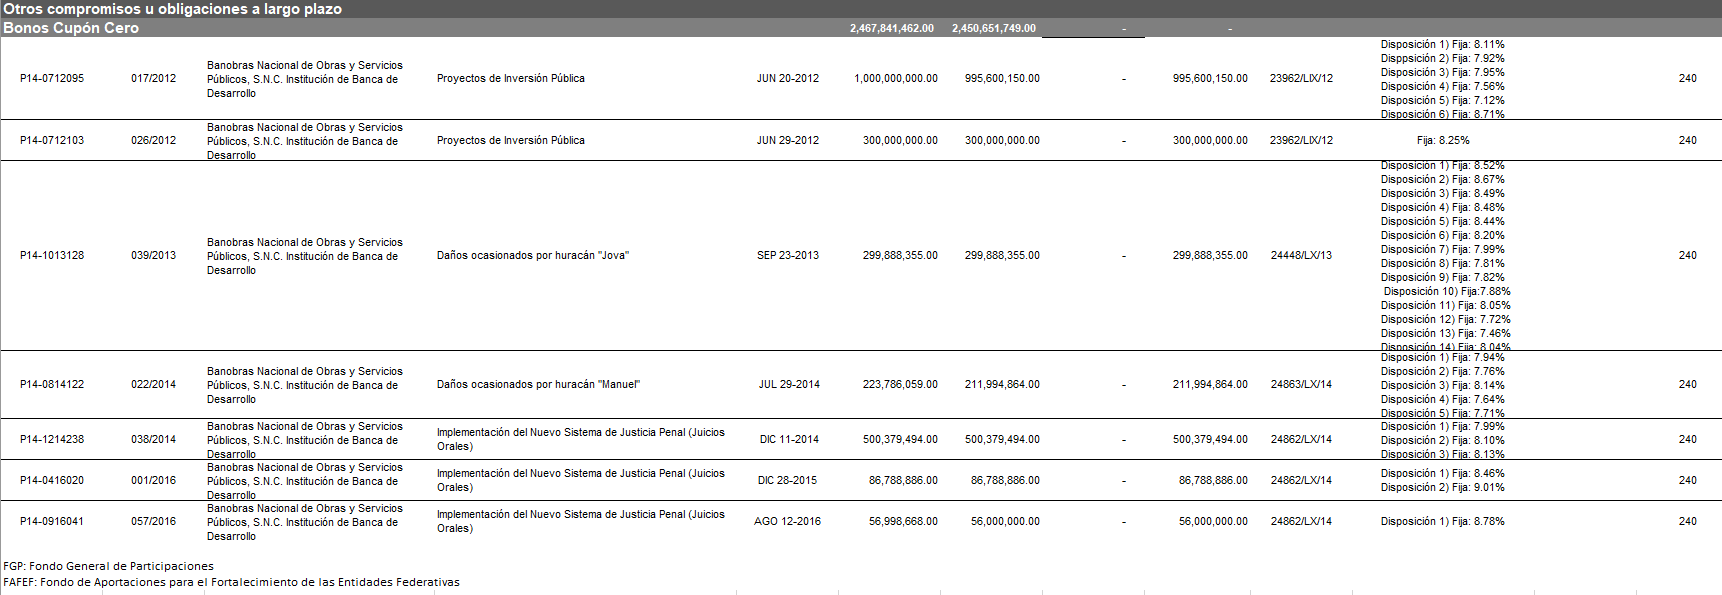 Otros compromisos u obligaciones a largo plazo
Bonos Cupón Cero 2,467,841,462.00 2,450,651,749.00 - -
P14-0712095 017/2012 Banobras Nacional de Obras y Servicios Públicos, S.N.C. Institución de Banca de Desarrollo Proyectos de Inversión Pública JUN 20-2012 1,000,000,000.00 995,600,150.00 - 995,600,150.00 23962/LIX/12 Disposición 1) Fija: 8.11% 240
Dispposición 2) Fija: 7.92%
Disposición 3) Fija: 7.95%
Disposición 4) Fija: 7.56%
Disposición 5) Fija: 7.12%
Disposición 6) Fija: 8.71%
P14-0712103 026/2012 Banobras Nacional de Obras y Servicios Públicos, S.N.C. Institución de Banca de Desarrollo Proyectos de Inversión Pública JUN 29-2012 300,000,000.00 300,000,000.00 - 300,000,000.00 23962/LIX/12 Fija: 8.25% 240
P14-1013128 039/2013 Banobras Nacional de Obras y Servicios Públicos, S.N.C. Institución de Banca de Desarrollo Daños ocasionados por huracán "Jova" SEP 23-2013 299,888,355.00 299,888,355.00 - 299,888,355.00 24448/LX/13 Disposición 1) Fija: 8.52% 240
Disposición 2) Fija: 8.67%
Disposición 3) Fija: 8.49%
Disposición 4) Fija: 8.48%
Disposición 5) Fija: 8.44%
Disposición 6) Fija: 8.20%
Disposición 7) Fija: 7.99%
Disposición 8) Fija: 7.81%
Disposición 9) Fija: 7.82%
Disposición 10) Fija:7.88%
Disposición 11) Fija: 8.05%
Disposición 12) Fija: 7.72%
Disposición 13) Fija: 7.46%
Disposición 14) Fija: 8.04%
P14-0814122 022/2014 Banobras Nacional de Obras y Servicios Públicos, S.N.C. Institución de Banca de Desarrollo Daños ocasionados por huracán "Manuel" JUL 29-2014 223,786,059.00 211,994,864.00 - 211,994,864.00 24863/LX/14 Disposición 1) Fija: 7.94% 240
Disposición 2) Fija: 7.76%
Disposición 3) Fija: 8.14%
Disposición 4) Fija: 7.64%
Disposición 5) Fija: 7.71%
P14-1214238 038/2014 Banobras Nacional de Obras y Servicios Públicos, S.N.C. Institución de Banca de Desarrollo Implementación del Nuevo Sistema de Justicia Penal (Juicios Orales) DIC 11-2014 500,379,494.00 500,379,494.00 - 500,379,494.00 24862/LX/14 Disposición 1) Fija: 7.99% 240
Disposición 2) Fija: 8.10%
Disposición 3) Fija: 8.13%
P14-0416020 001/2016 Banobras Nacional de Obras y Servicios Públicos, S.N.C. Institución de Banca de Desarrollo Implementación del Nuevo Sistema de Justicia Penal (Juicios Orales) DIC 28-2015 86,788,886.00 86,788,886.00 - 86,788,886.00 24862/LX/14 Disposición 1) Fija: 8.46% 240
Disposición 2) Fija: 9.01%
P14-0916041 057/2016 Banobras Nacional de Obras y Servicios Públicos, S.N.C. Institución de Banca de Desarrollo Implementación del Nuevo Sistema de Justicia Penal (Juicios Orales) AGO 12-2016 56,998,668.00 56,000,000.00 - 56,000,000.00 24862/LX/14 Disposición 1) Fija: 8.78% 240
FGP: Fondo General de Participaciones
FAFEF: Fondo de Aportaciones para el Fortalecimiento de las Entidades Federativas